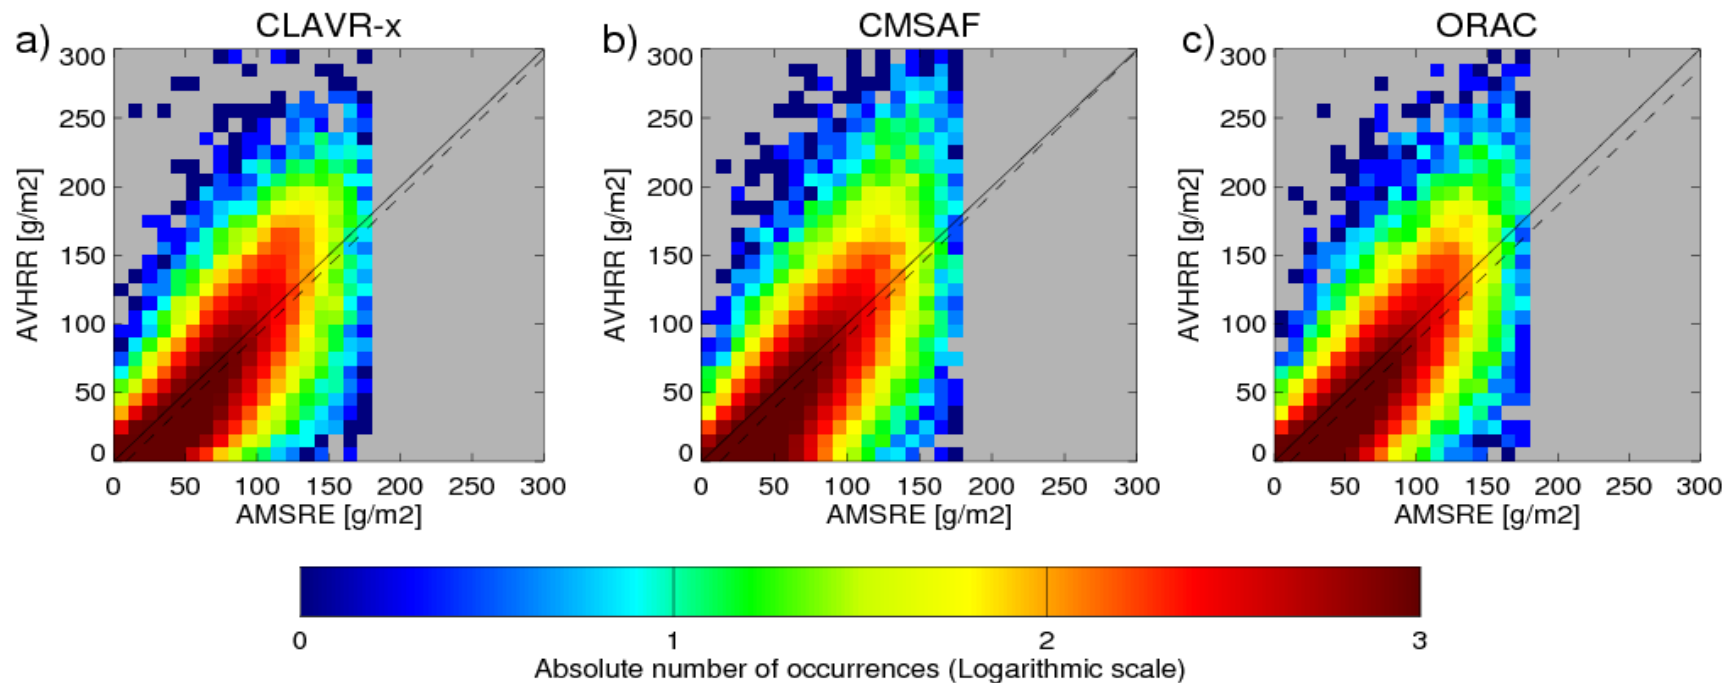 a) CLAVR-x
b) CMSAF
c) ORAC
300
250
200
150
100
50
0
AVHRR [g/m2]
0 50 100 150 200 250 300
AMSRE [g/m2]
300
250
200
150
100
50
0
AVHRR [g/m2]
0 50 100 150 200 250 300
AMSRE [g/m2]
300
250
200
150
100
50
0
AVHRR [g/m2]
0 50 100 150 200 250 300
AMSRE [g/m2]
0 1 2 3
Absolute number of occurrences (Logarithmic scale)